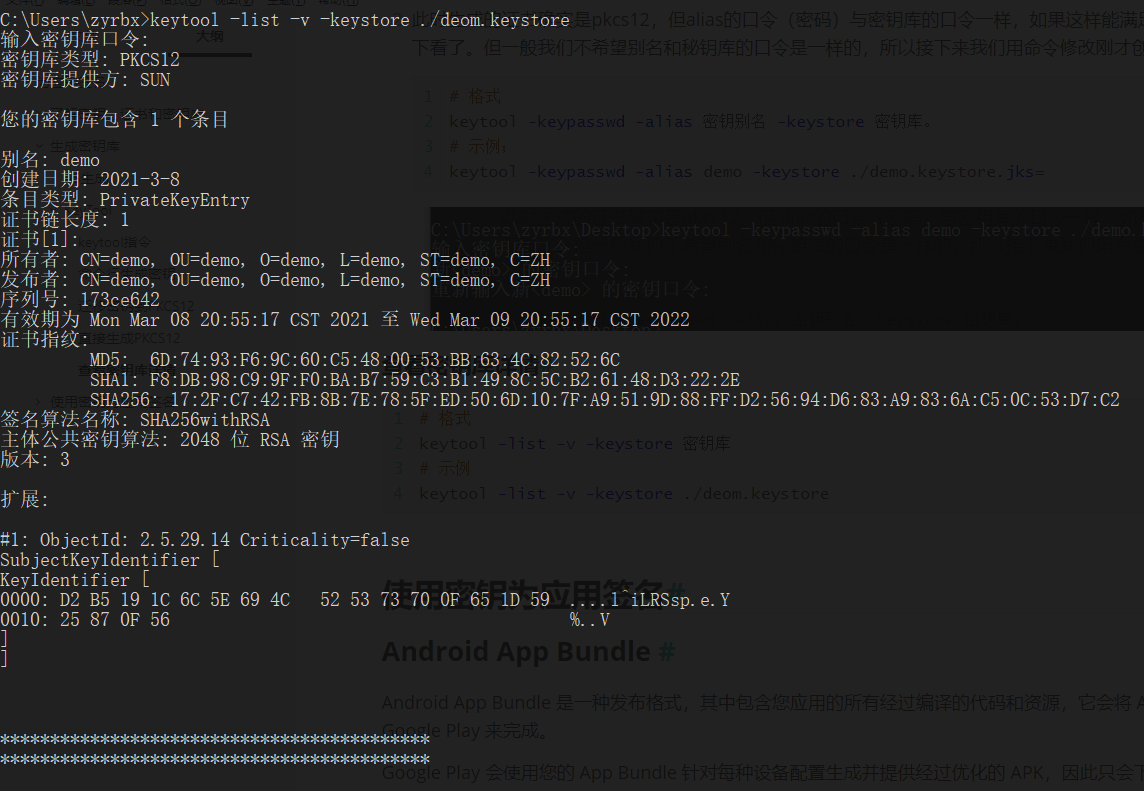 C:\Users\zyrbx>keytool -list -v -keystore ./deom.keystore
输入密钥库口令:
密钥库类型: PKCS12
密钥库提供方: SUN
您的密钥库包含 1 个条目
别名: demo
创建日期: 2021-3-8
条目类型: PrivateKeyEntry
证书链长度: 1
证书[1]:
所有者: CN=demo, OU=demo, O=demo, L=demo, ST=demo, C=ZH
发布者: CN=demo, OU=demo, O=demo, L=demo, ST=demo, C=ZH
序列号: 173ce642
有效期为 Mon Mar 08 20:55:17 CST 2021 至 Wed Mar 09 20:55:17 CST 2022
证书指纹:
MD5: 6D:74:93:F6:9C:60:C5:48:00:53:BB:63:4C:82:52:6C
SHA1: F8:DB:98:C9:9F:F0:BA:B7:59:C3:B1:49:8C:5C:B2:61:48:D3:22:2E
SHA256: 17:2F:C7:42:FB:8B:7E:78:5F:ED:50:6D:10:7F:A9:51:9D:88:FF:D2:56:94:D6:83:A9:83:6A:C5:0C:53:D7:C2
签名算法名称: SHA256withRSA
主体公共密钥算法: 2048 位 RSA 密钥
版本: 3
扩展:
#1: ObjectId: 2.5.29.14 Criticality=false
SubjectKeyIdentifier [
KeyIdentifier [
0000: D2 B5 19 1C 6C 5E 69 4C 52 53 73 70 0F 65 1D 59 ....l^iLRSsp.e.Y
0010: 25 87 0F 56 %..V
]
]
*******************************************
*******************************************
大纲
是pkcs12，但alias的口令（密码）与密钥库的口令一样，如果这样能满
下看了。但一般我们不希望别名和秘钥库的口令是一样的，所以接下来我们用命令修改刚才创
1 # 格式
2 keytool -keypasswd -alias 密钥别名 -keystore 密钥库。
3 # 示例：
4 keytool -keypasswd -alias demo -keystore ./demo.keystore.jks=
C:\Users\zyrbx\Desktop>keytool -keypasswd -alias demo -keystore ./demo.
输入密钥库口令:
的密钥口令:
重新输入新<demo> 的密钥口令:
1 # 格式
2 keytool -list -v -keystore 密钥库
3 # 示例
4 keytool -list -v -keystore ./deom.keystore
使用密钥为应用签名 #
Android App Bundle #
Android App Bundle 是一种发布格式，其中包含您应用的所有经过编译的代码和资源，它会将 A
Google Play 来完成。
Google Play 会使用您的 App Bundle 针对每种设备配置生成并提供经过优化的 APK，因此只会下